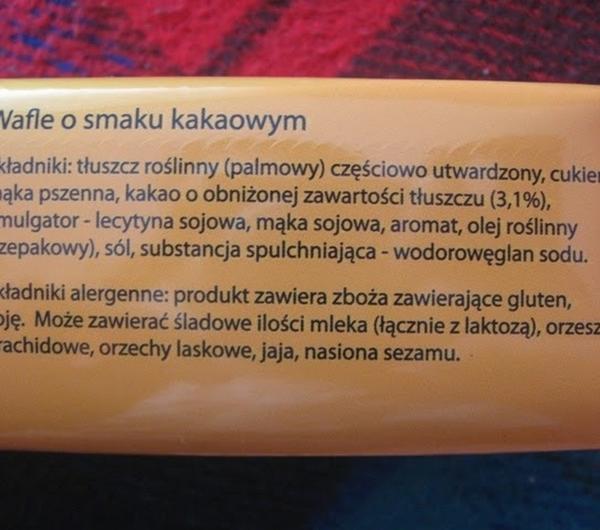 Wafle o smaku kakaowym
kładniki: tłuszcz roślinny (palmowy) częściowo utwardzony, cukier
mąka pszenna, kakao o obniżonej zawartości tłuszczu (3,1%),
mulgator - lecytyna sojowa, mąka sojowa, aromat, olej roślinny
zepakowy), sól, substancja spulchniająca - wodorowęglan sodu.
kładniki alergenne: produkt zawiera zboża zawierające gluten,
oję. Może zawierać śladowe ilości mleka (łącznie z laktozą), orzesz
rachidowe, orzechy laskowe, jaja, nasiona sezamu.